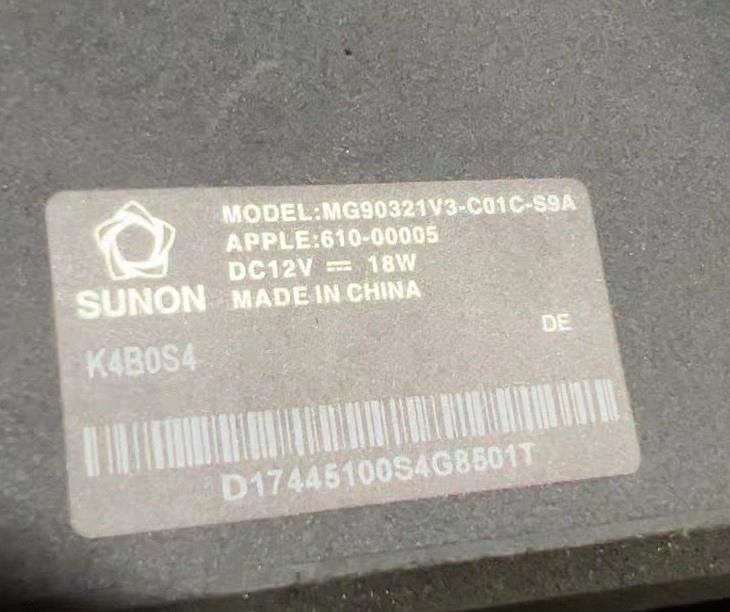 MODEL:MG90321V3-C01C-S9A
APPLE:610-00005
DC12V ⎓ 18W
SUNON
MADE IN CHINA
DE
K4B0S4
D17445100S4G8501T